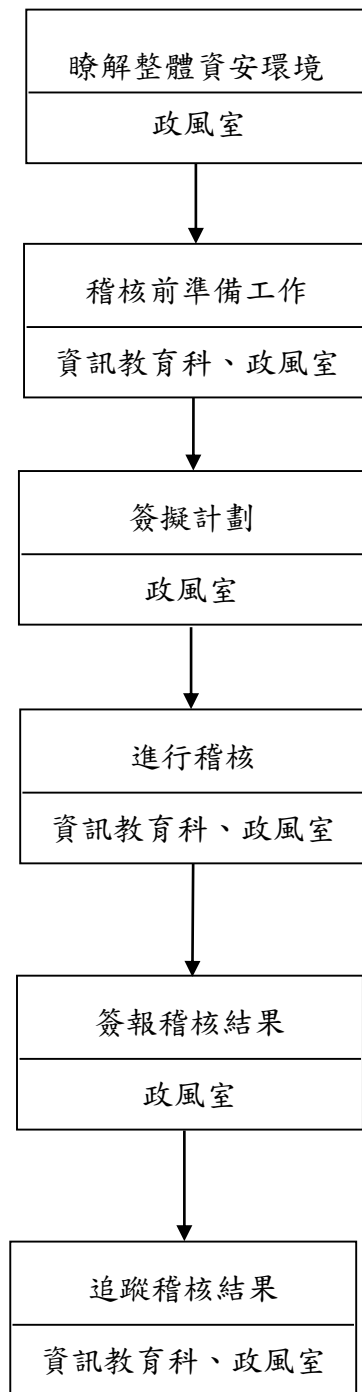 瞭解整體資安環境
政風室
稽核前準備工作
資訊教育科、政風室
簽擬計劃
政風室
進行稽核
資訊教育科、政風室
簽報稽核結果
政風室
追蹤稽核結果
資訊教育科、政風室